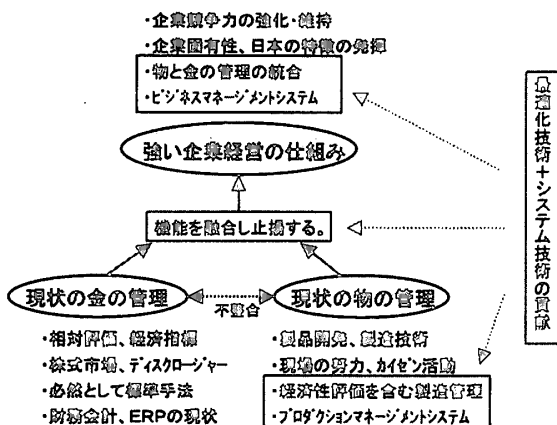 ・企業競争力の強化・維持
・企業固有性、日本の特徴の発揮
・物と金の管理の統合
・ビジネスマネージメントシステム
強い企業経営の仕組み
機能を融合し止揚する。
現状の金の管理
不整合
現状の物の管理
・相対評価、経済指標
・株式市場、ディスクロージャー
・必然として標準手法
・財務会計、ERPの現状
・製品開発、製造技術
・現場の努力、カイゼン活動
・経済性評価を含む製造管理
・プロダクションマネージメントシステム
最適化技術＋システム技術の貢献